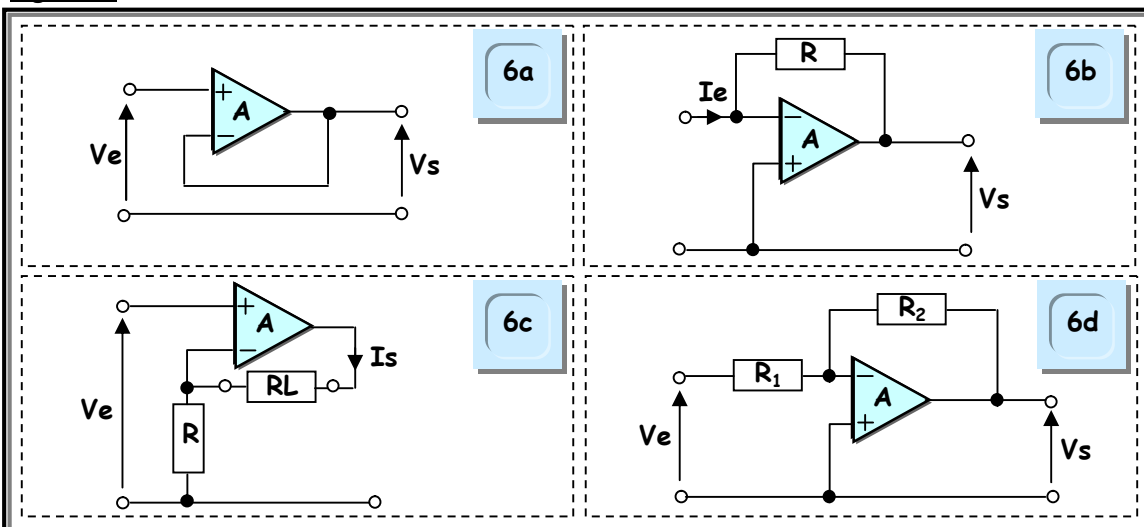 6a
+
A
−
Ve
Vs
6b
R
Ie
−
A
+
Vs
6c
+
A
−
Is
RL
Ve
R
6d
R₂
R₁
−
A
+
Ve
Vs